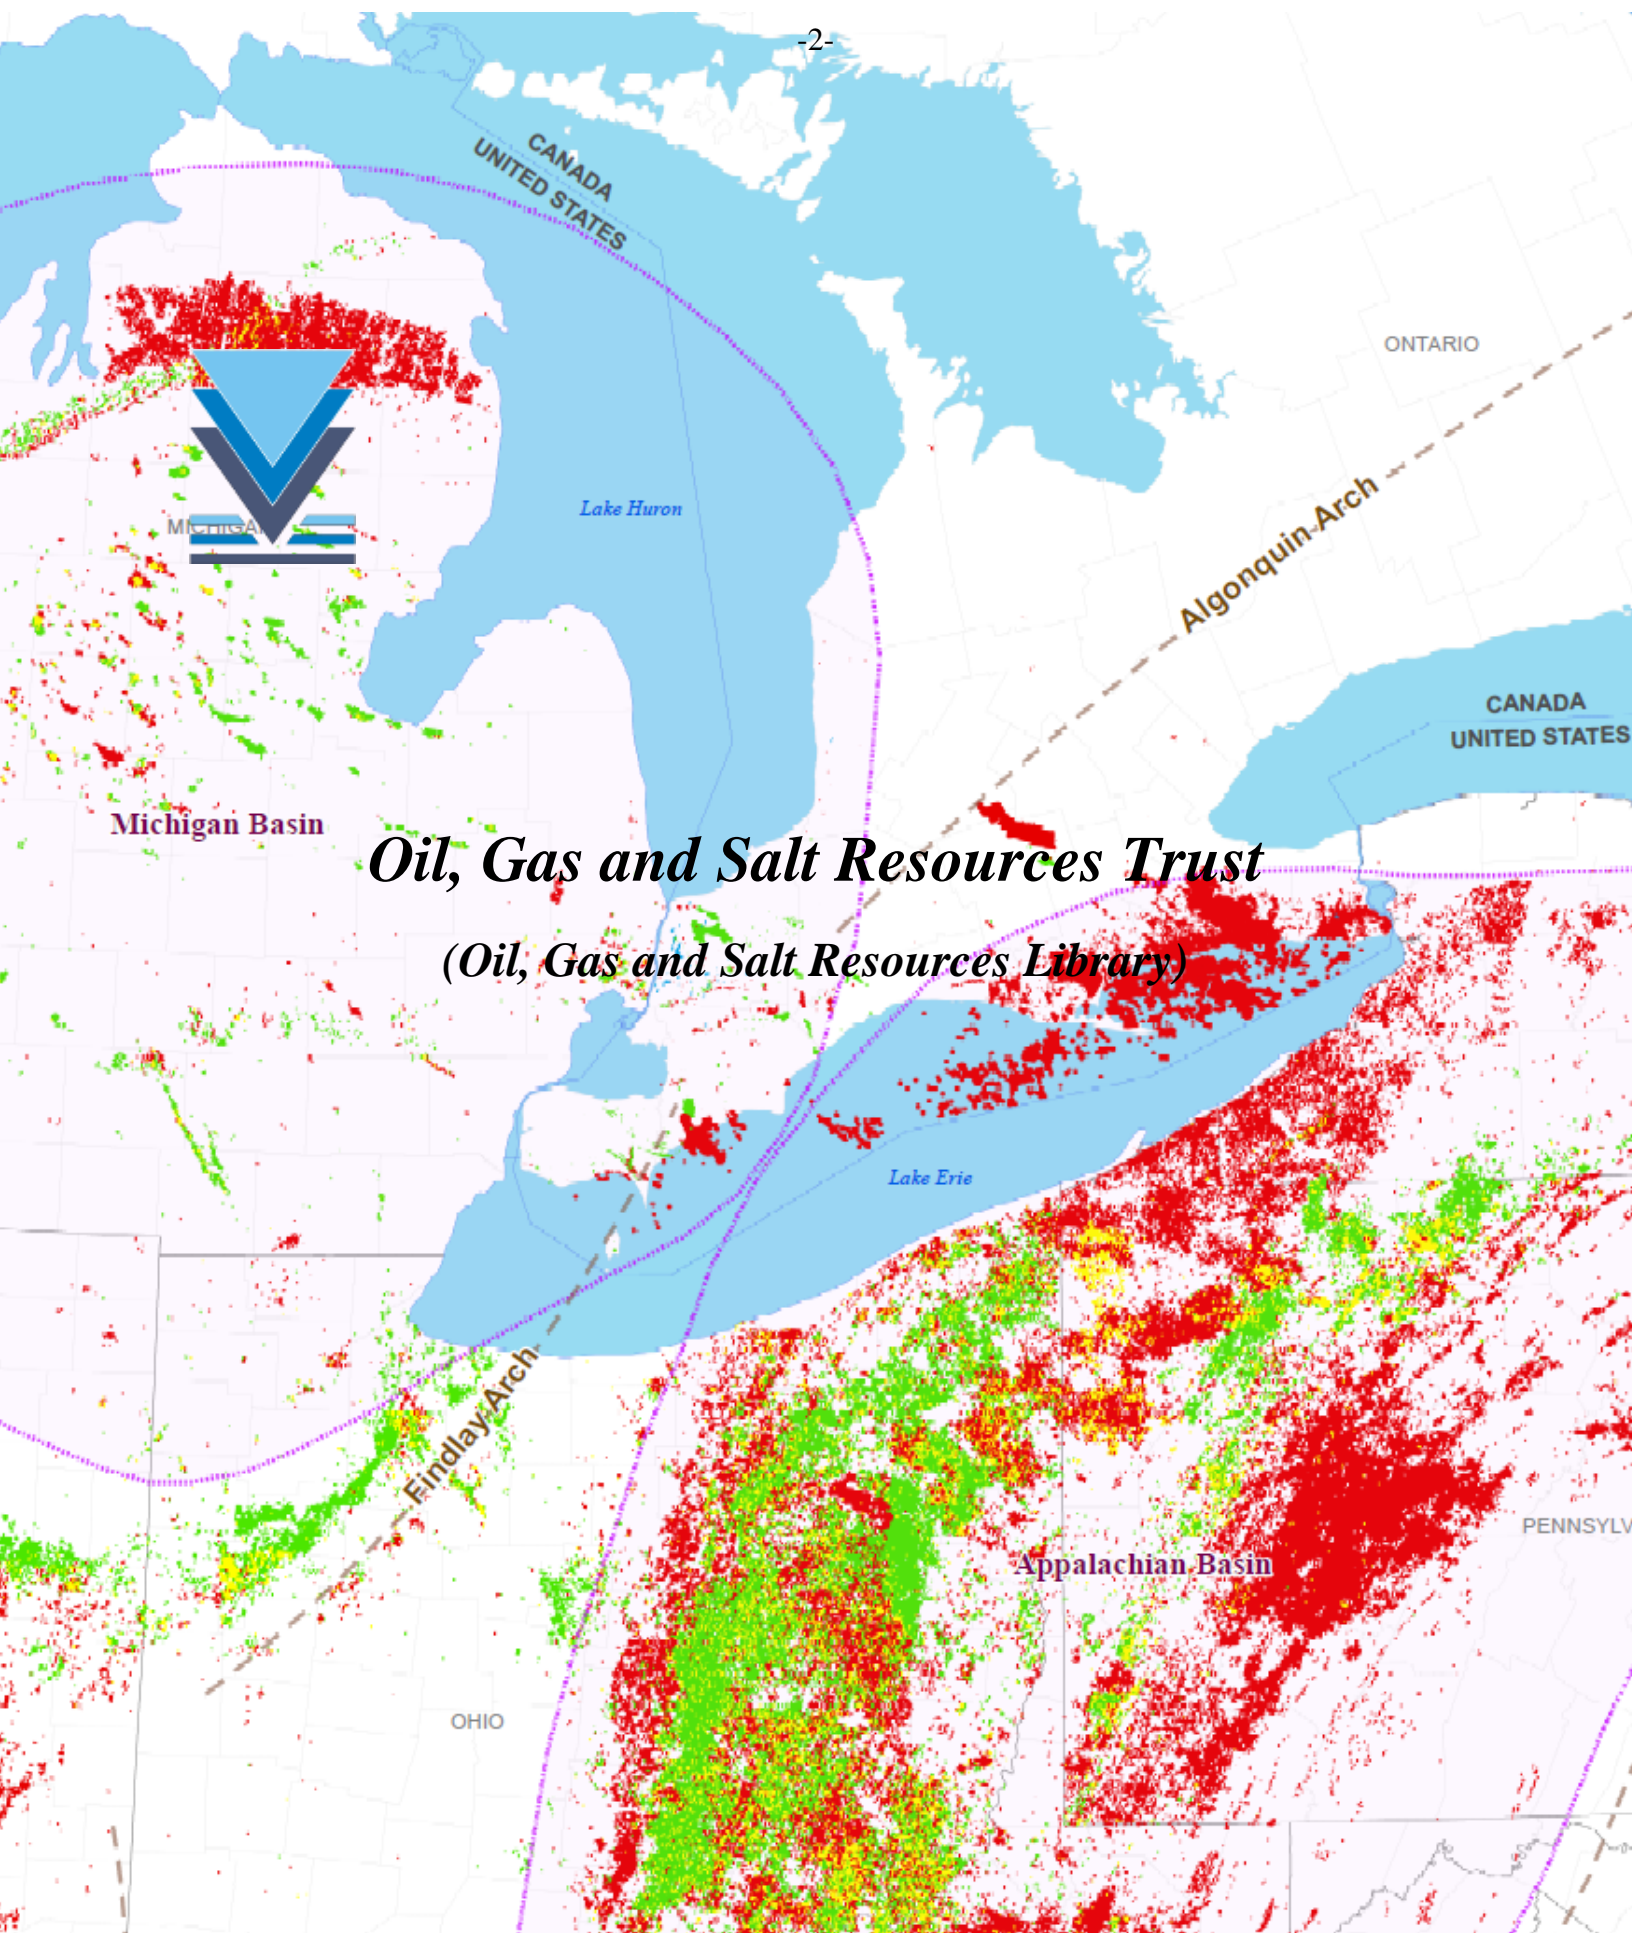 -2-
CANADA
UNITED STATES
ONTARIO
Lake Huron
Algonquin Arch
CANADA
UNITED STATES
Michigan Basin
Oil, Gas and Salt Resources Trust
(Oil, Gas and Salt Resources Library)
Lake Erie
Findlay Arch
PENNSYLV
Appalachian Basin
OHIO